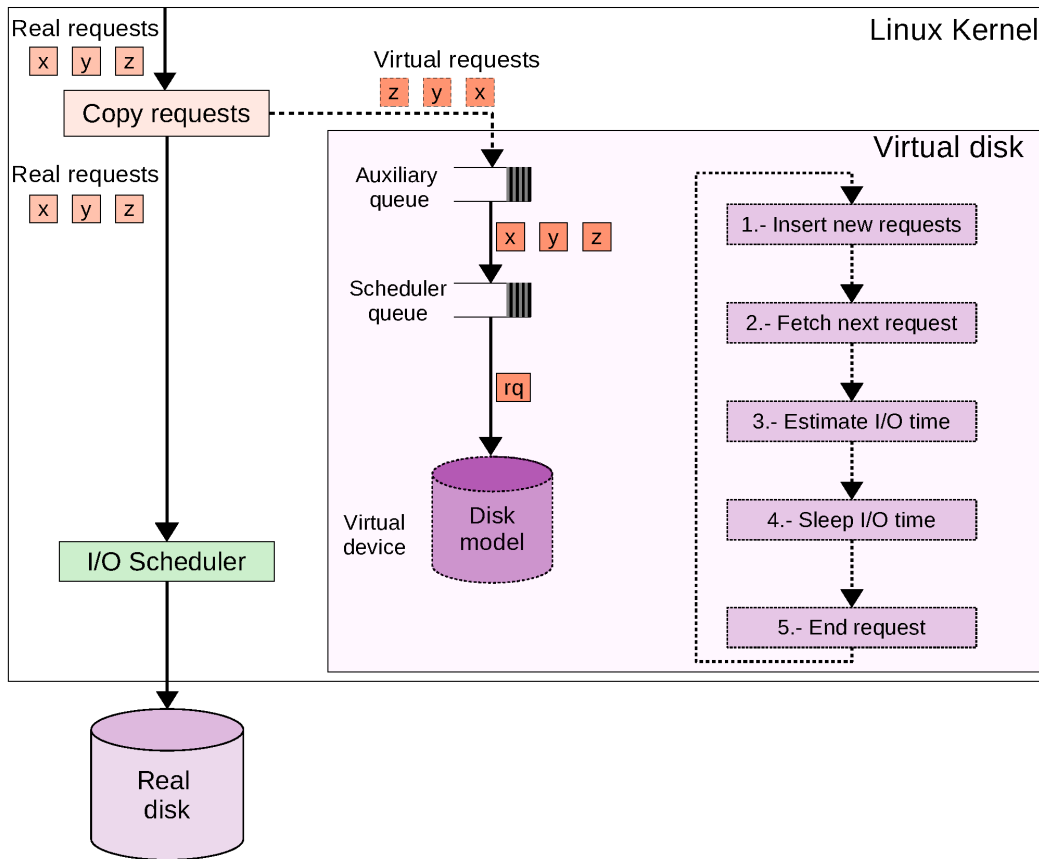 Linux Kernel
Real requests
x y z
Copy requests
Virtual requests
z y x
Real requests
x y z
Virtual disk
Auxiliary
queue
x y z
Scheduler
queue
rq
Virtual
device
Disk
model
1.- Insert new requests
2.- Fetch next request
3.- Estimate I/O time
4.- Sleep I/O time
5.- End request
I/O Scheduler
Real
disk